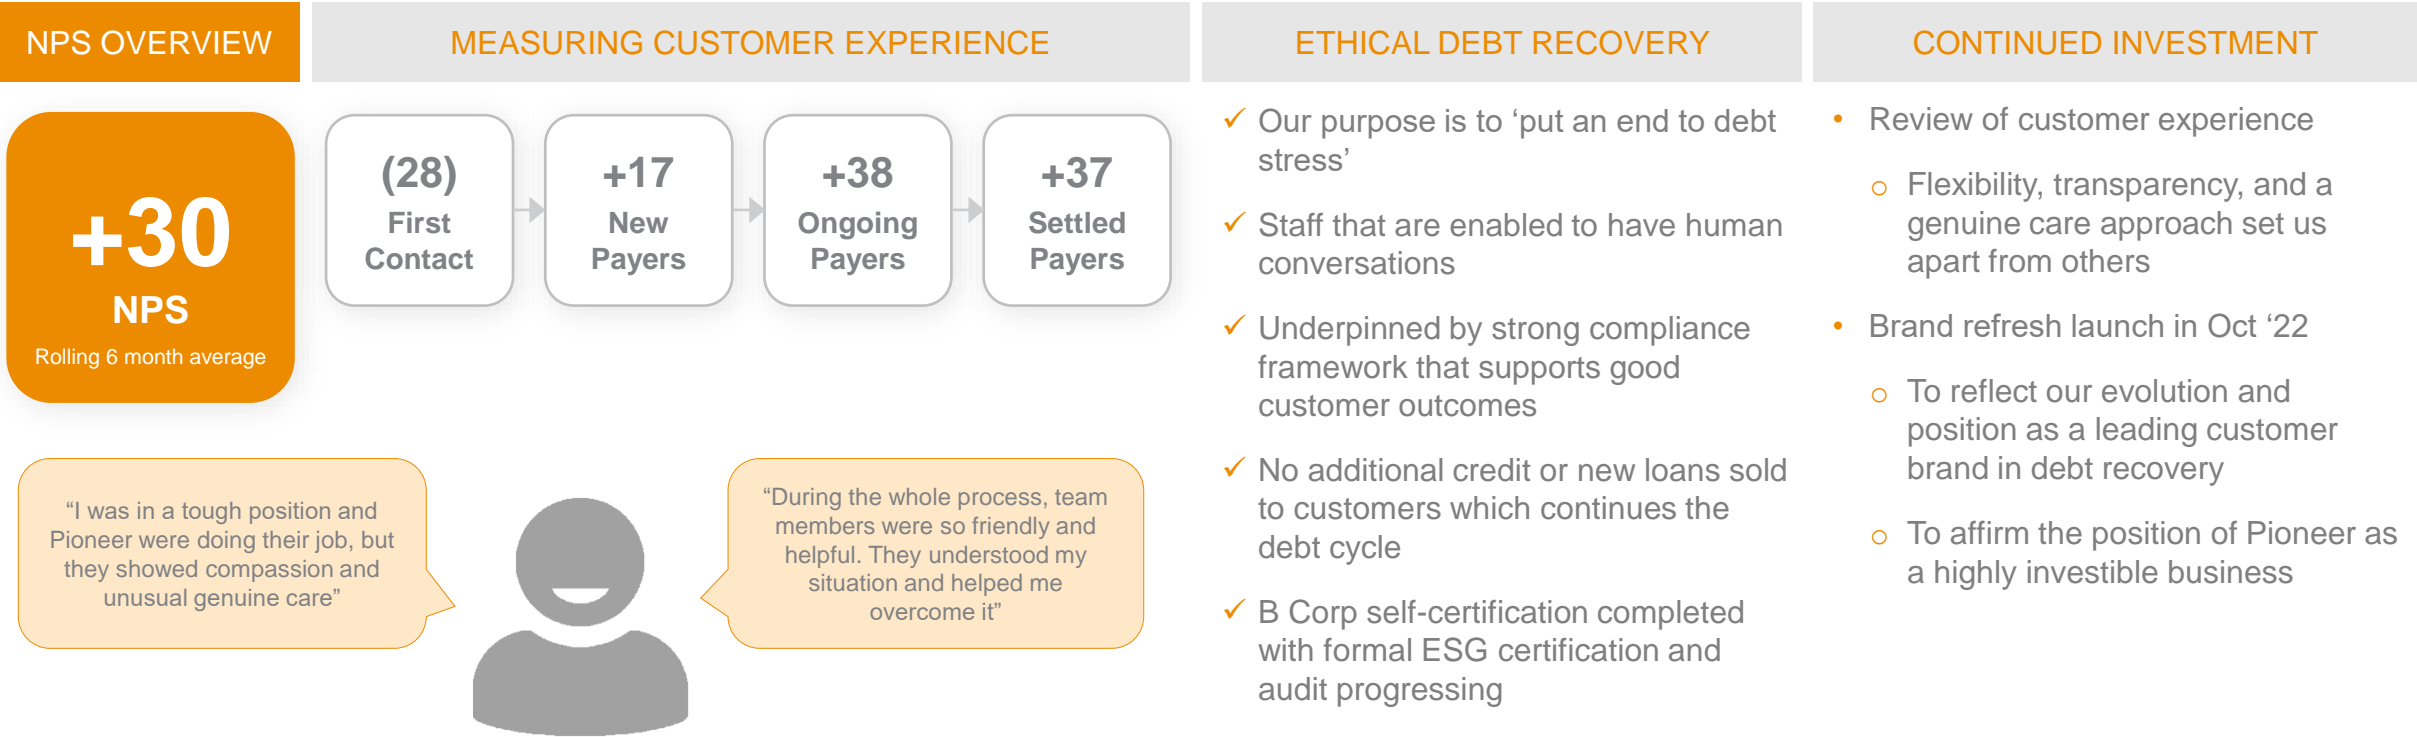 NPS OVERVIEW
MEASURING CUSTOMER EXPERIENCE
ETHICAL DEBT RECOVERY
CONTINUED INVESTMENT
+30
NPS
Rolling 6 month average
(28)
First
Contact
+17
New
Payers
+38
Ongoing
Payers
+37
Settled
Payers
“I was in a tough position and
Pioneer were doing their job, but
they showed compassion and
unusual genuine care”
“During the whole process, team
members were so friendly and
helpful. They understood my
situation and helped me
overcome it”
✓ Our purpose is to ‘put an end to debt
stress’
✓ Staff that are enabled to have human
conversations
✓ Underpinned by strong compliance
framework that supports good
customer outcomes
✓ No additional credit or new loans sold
to customers which continues the
debt cycle
✓ B Corp self-certification completed
with formal ESG certification and
audit progressing
• Review of customer experience
o Flexibility, transparency, and a
genuine care approach set us
apart from others
• Brand refresh launch in Oct ‘22
o To reflect our evolution and
position as a leading customer
brand in debt recovery
o To affirm the position of Pioneer as
a highly investible business